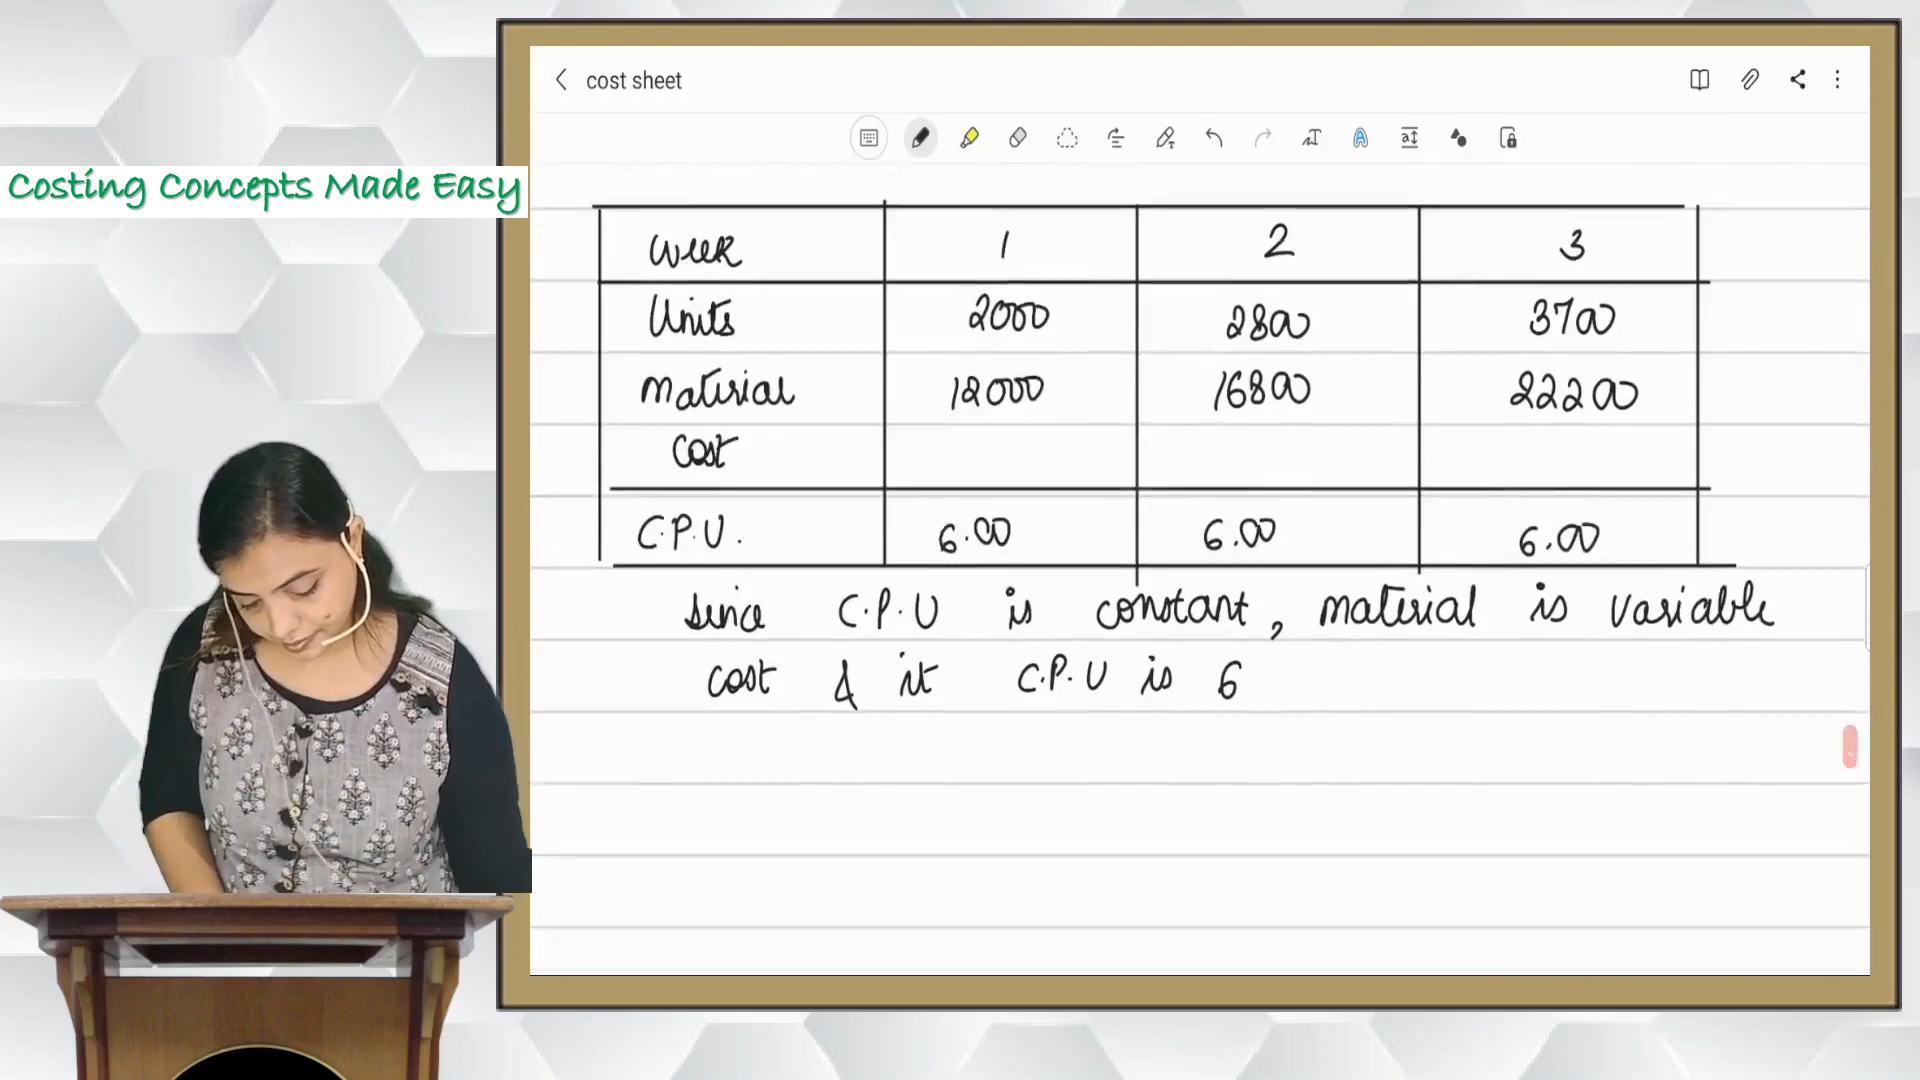 cost sheet
Costing Concepts Made Easy
Week 1 2 3
Units 2000 2800 3700
Material 12000 16800 22200
Cost
C.P.U. 6.00 6.00 6.00
since C.P.U is constant, material is variable
cost & it C.P.U is 6